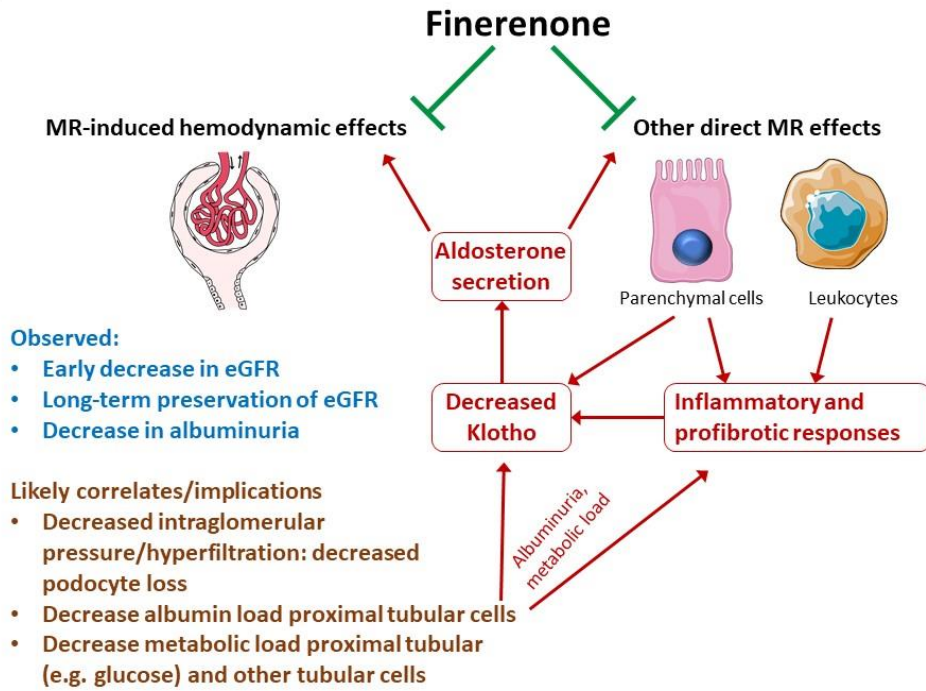 Finerenone
MR-induced hemodynamic effects
Other direct MR effects
Aldosterone
secretion
Parenchymal cells
Leukocytes
Observed:
• Early decrease in eGFR
• Long-term preservation of eGFR
• Decrease in albuminuria
Decreased
Klotho
Inflammatory and
profibrotic responses
Likely correlates/implications
• Decreased intraglomerular
pressure/hyperfiltration: decreased
podocyte loss
• Decrease albumin load proximal tubular cells
• Decrease metabolic load proximal tubular
(e.g. glucose) and other tubular cells
Albuminuria,
metabolic load